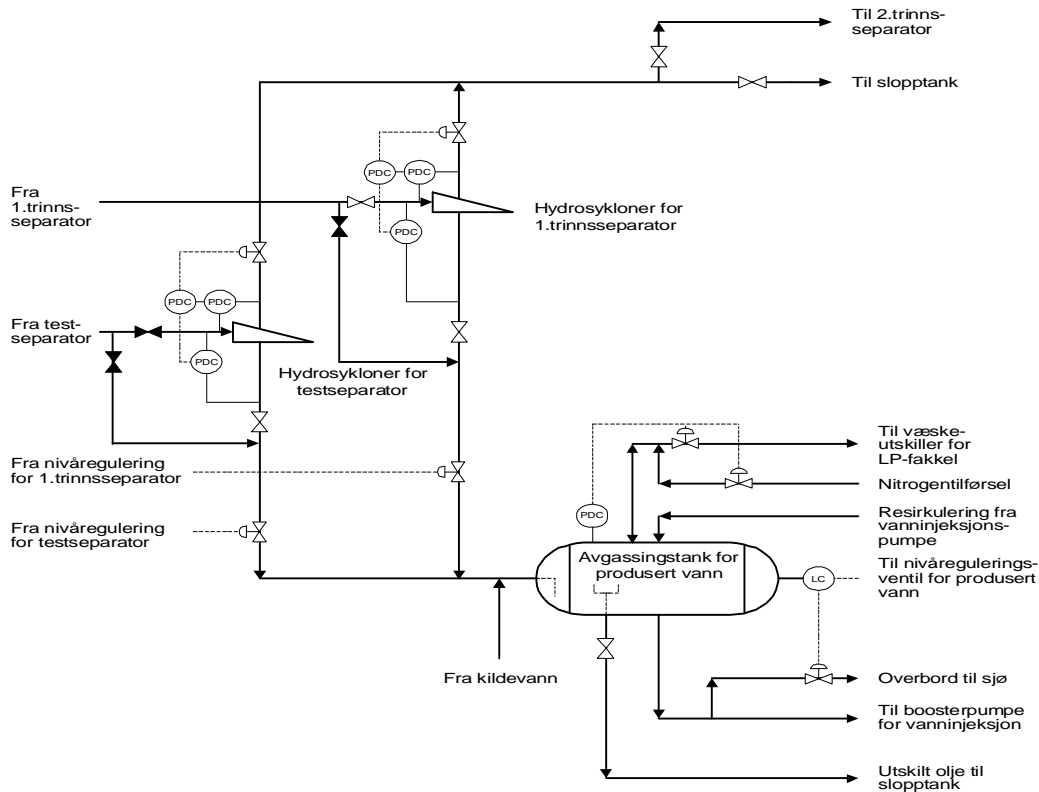 Til 2.trinns-
separator
Til slopptank
PDC
PDC
Fra
1.trinns-
separator
PDC
Hydrosykloner for
1.trinnsseparator
PDC
PDC
Fra test-
separator
PDC
Hydrosykloner for
testseparator
Fra nivåregulering
for 1.trinnsseparator
Fra nivåregulering
for testseparator
Til væske-
utskiller for
LP-fakkel
Nitrogentilførsel
PDC
Resirkulering fra
vanninjeksjons-
pumpe
Avgassingstank for
produsert vann
LC
Til nivåregulerings-
ventil for produsert
vann
Fra kildevann
Overbord til sjø
Til boosterpumpe
for vanninjeksjon
Utskilt olje til
slopptank